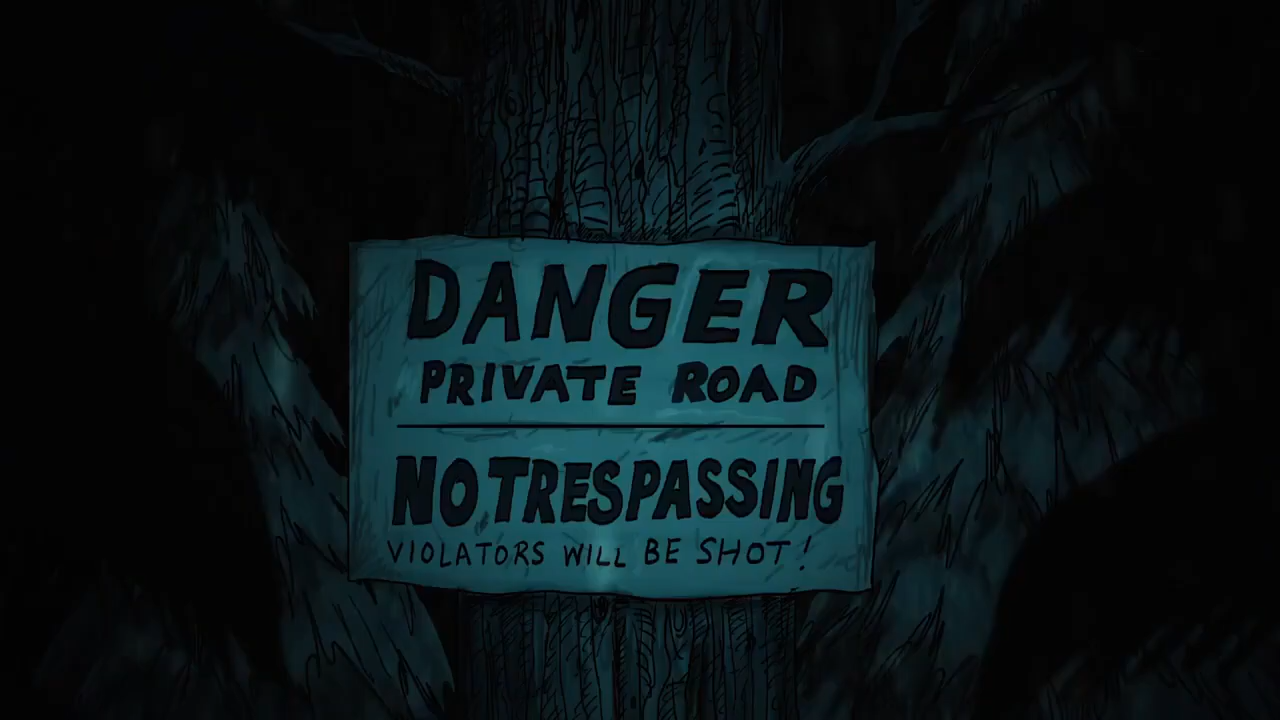 DANGER
PRIVATE ROAD
NO TRESPASSING
VIOLATORS WILL BE SHOT!